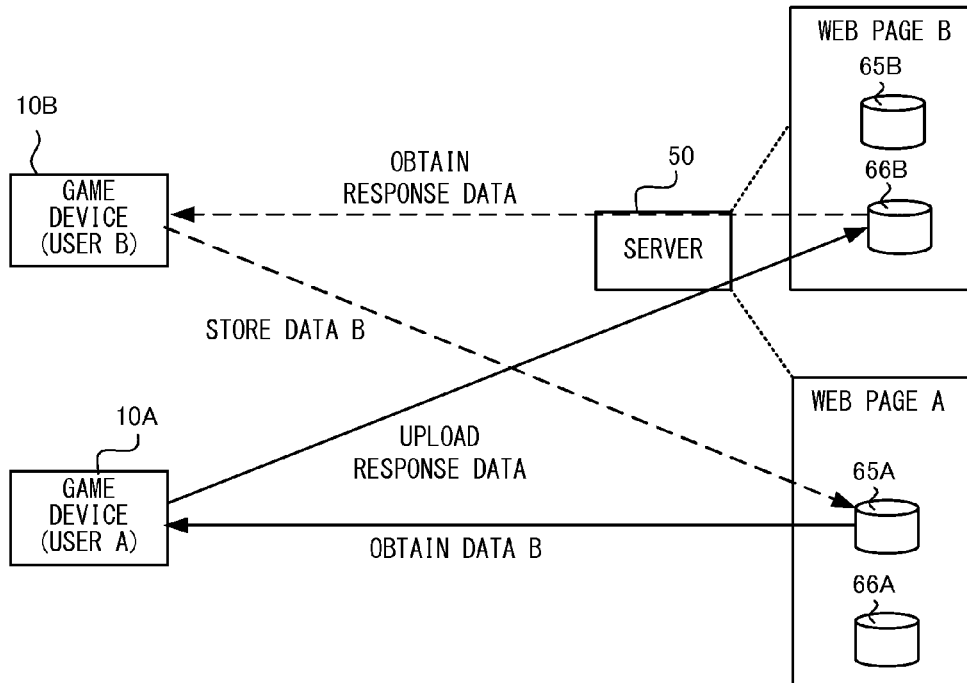 WEB PAGE B
65B
10B
50
OBTAIN
RESPONSE DATA
66B
GAME
DEVICE
(USER B)
SERVER
STORE DATA B
WEB PAGE A
10A
UPLOAD
RESPONSE DATA
65A
GAME
DEVICE
(USER A)
OBTAIN DATA B
66A